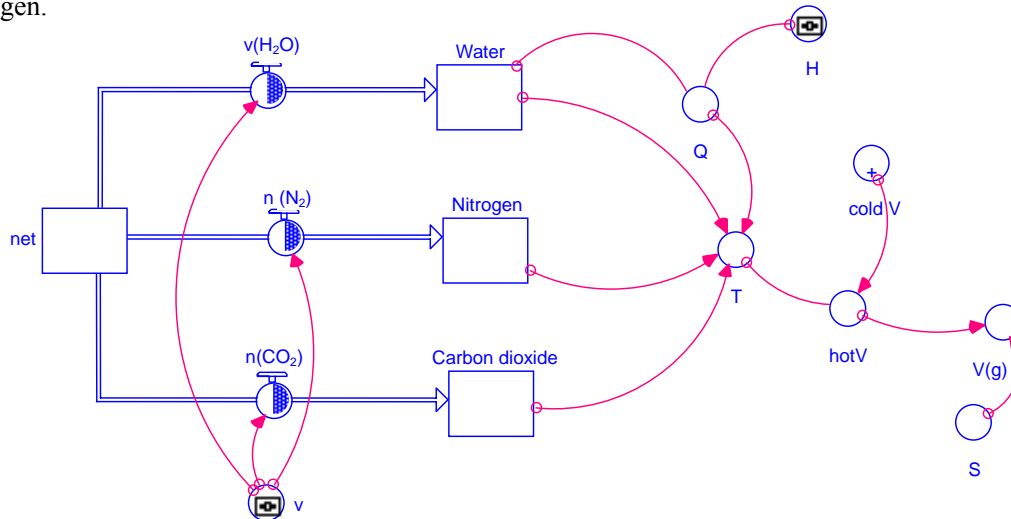 gen.
v(H₂O)
Water
H
Q
+
cold V
n (N₂)
Nitrogen
net
T
hotV
n(CO₂)
Carbon dioxide
V(g)
S
v